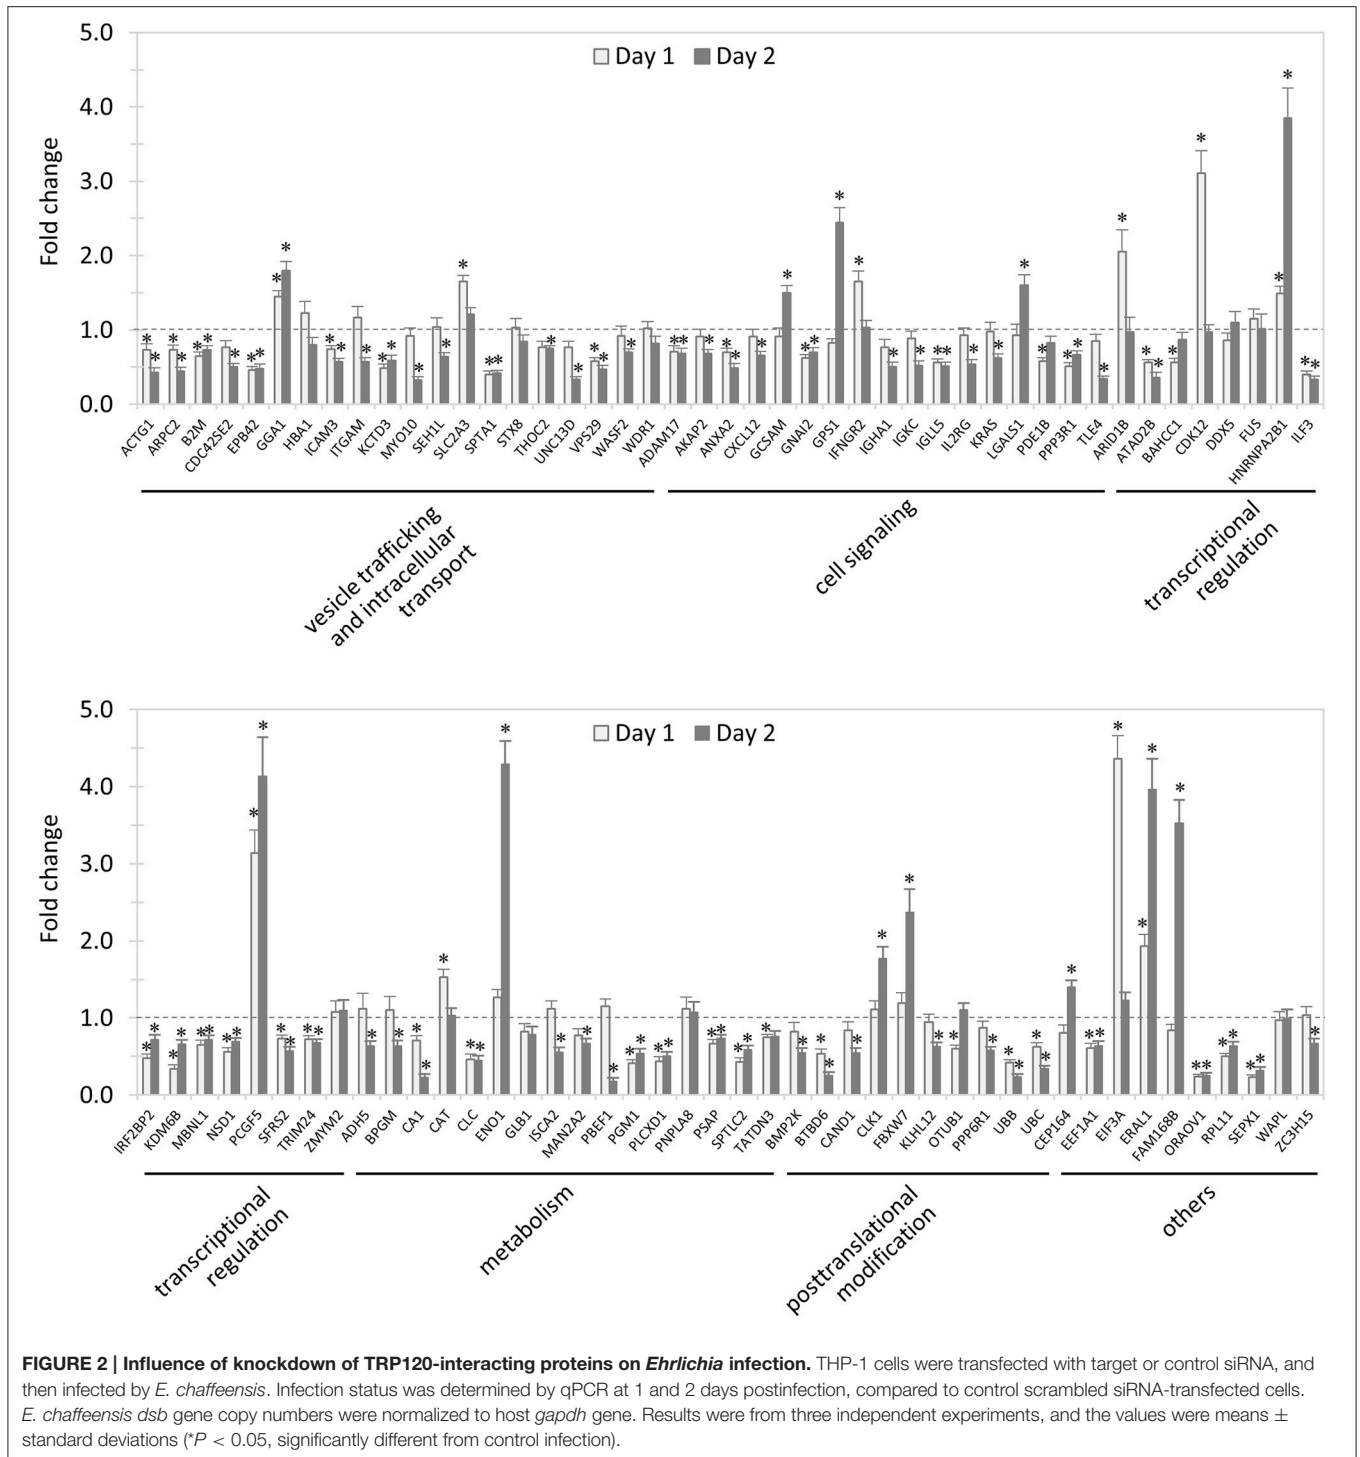 5.0
4.0
3.0
2.0
1.0
0.0
Fold change
Day 1 Day 2
ACTG1 ARPC2 B2M CDC42SE2 EPB42 GGA1 HBA1 ICAM3 ITGAM KCTD3 MYO10 SEH1L SLC2A3 SPTA1 STX8 THOC2 UNC13D VPS29 WASF2 WDR1 ADAM17 AKAP2 ANXA2 CXCL12 GCSAM GNAI2 GPS1 IFNGR2 IGHA1 IGKC IGLL5 IL2RG KRAS LGALS1 PDE1B PPP3R1 TLE4 ARID1B ATAD2B BAHCC1 CDK12 DDX5 FUS HNRNPA2B1 ILF3
vesicle trafficking
and intracellular
transport
cell signaling
transcriptional
regulation
5.0
4.0
3.0
2.0
1.0
0.0
Fold change
Day 1 Day 2
IRF2BP2 KDM6B MBNL1 NSD1 PCGF5 SFRS2 TRIM24 ZMYM2 ADH5 BPGM CA1 CAT CLC ENO1 GLB1 ISCA2 MAN2A2 PBEF1 PGM1 PLCXD1 PNPLA8 PSAP SPTLC2 TATDN3 BMP2K BTBD6 CAND1 CLK1 FBXW7 KLHL12 OTUB1 PPP6R1 UBB UBC CEP164 EEF1A1 EIF3A ERAL1 FAM168B ORAOV1 RPL11 SEPX1 WAPL ZC3H15
transcriptional
regulation
metabolism
posttranslational
modification
others
FIGURE 2 | Influence of knockdown of TRP120-interacting proteins on Ehrlichia infection. THP-1 cells were transfected with target or control siRNA, and
then infected by E. chaffeensis. Infection status was determined by qPCR at 1 and 2 days postinfection, compared to control scrambled siRNA-transfected cells.
E. chaffeensis dsb gene copy numbers were normalized to host gapdh gene. Results were from three independent experiments, and the values were means ±
standard deviations (*P < 0.05, significantly different from control infection).